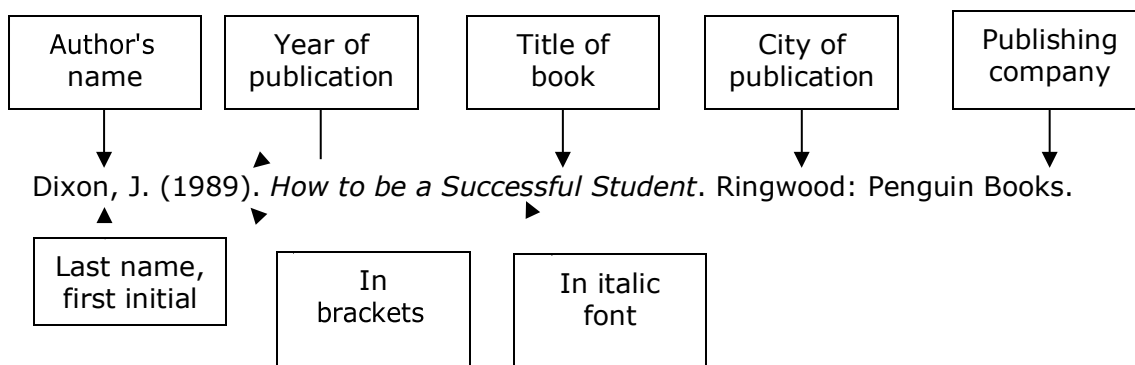 Author's
name
Year of
publication
Title of
book
City of
publication
Publishing
company
Dixon, J. (1989). How to be a Successful Student. Ringwood: Penguin Books.
Last name,
first initial
In
brackets
In italic
font